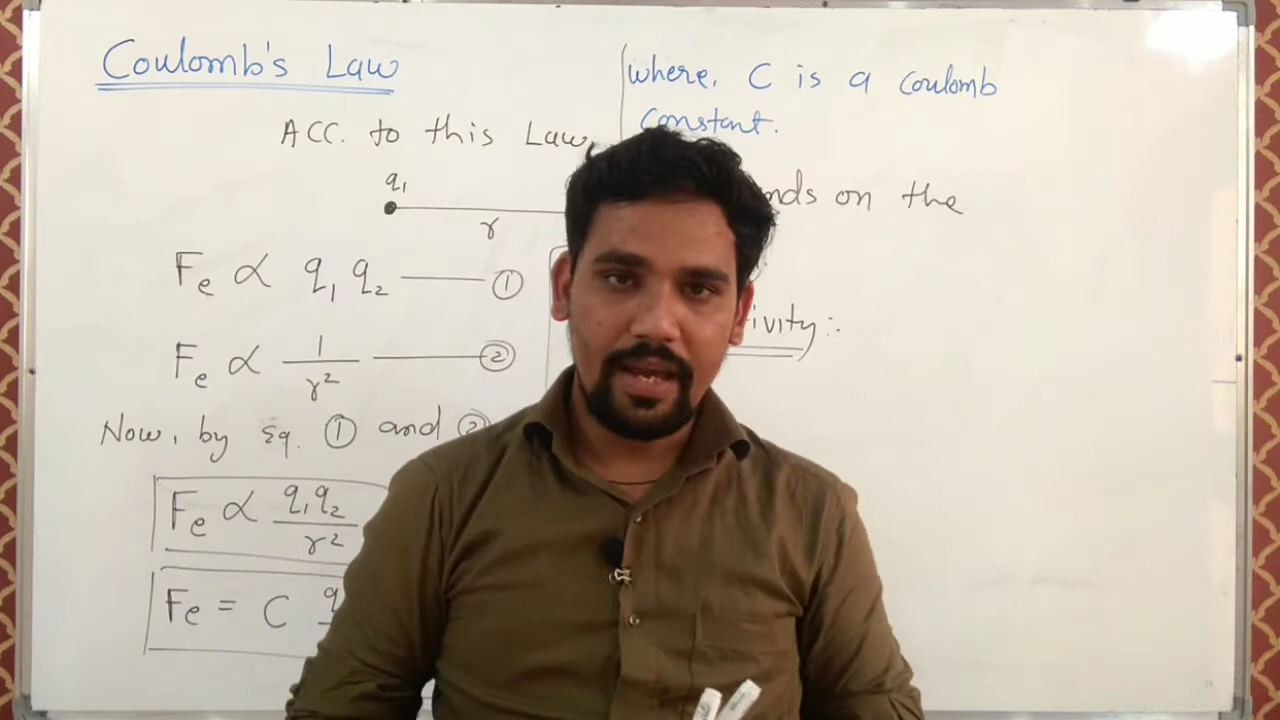 Coulomb's Law
Acc. to this Law,
q₁
r
Fe ∝ q₁ q₂ —— ①
Fe ∝ 1/r² —— ②
Now, by Eq. ① and ②
Fe ∝ q₁q₂/r²
Fe = C q
where, C is a coulomb
constant.
nds on the
ivity :-